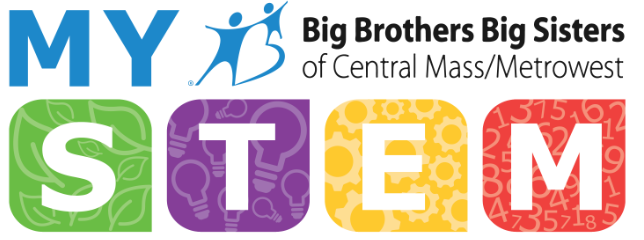 MY
Big Brothers Big Sisters
of Central Mass/Metrowest
®
STEM